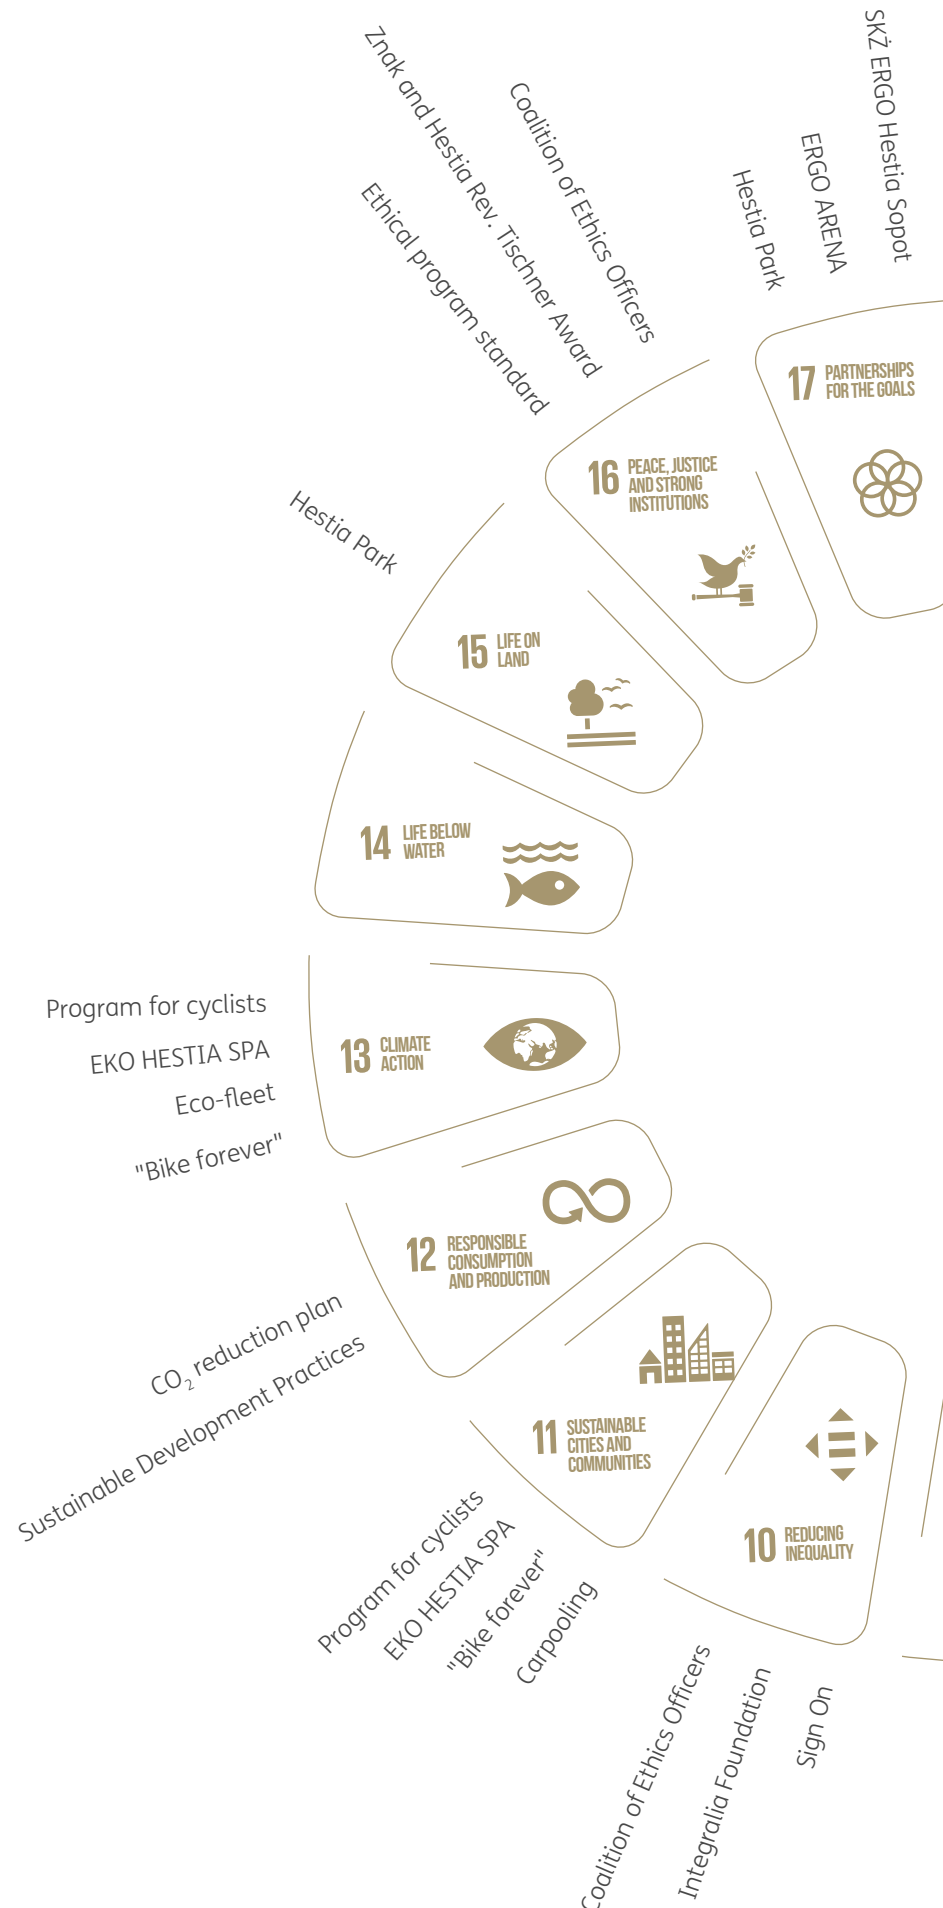 SKŻ ERGO Hestia Sopot
ERGO ARENA
Hestia Park
17 PARTNERSHIPS
FOR THE GOALS
Coalition of Ethics Officers
Znak and Hestia Rev. Tischner Award
Ethical program standard
16 PEACE, JUSTICE
AND STRONG
INSTITUTIONS
Hestia Park
15 LIFE ON
LAND
14 LIFE BELOW
WATER
Program for cyclists
EKO HESTIA SPA
Eco-fleet
"Bike forever"
13 CLIMATE
ACTION
12 RESPONSIBLE
CONSUMPTION
AND PRODUCTION
CO₂ reduction plan
Sustainable Development Practices
11 SUSTAINABLE
CITIES AND
COMMUNITIES
Program for cyclists
EKO HESTIA SPA
"Bike forever"
Carpooling
10 REDUCING
INEQUALITY
Coalition of Ethics Officers
Integralia Foundation
Sign On